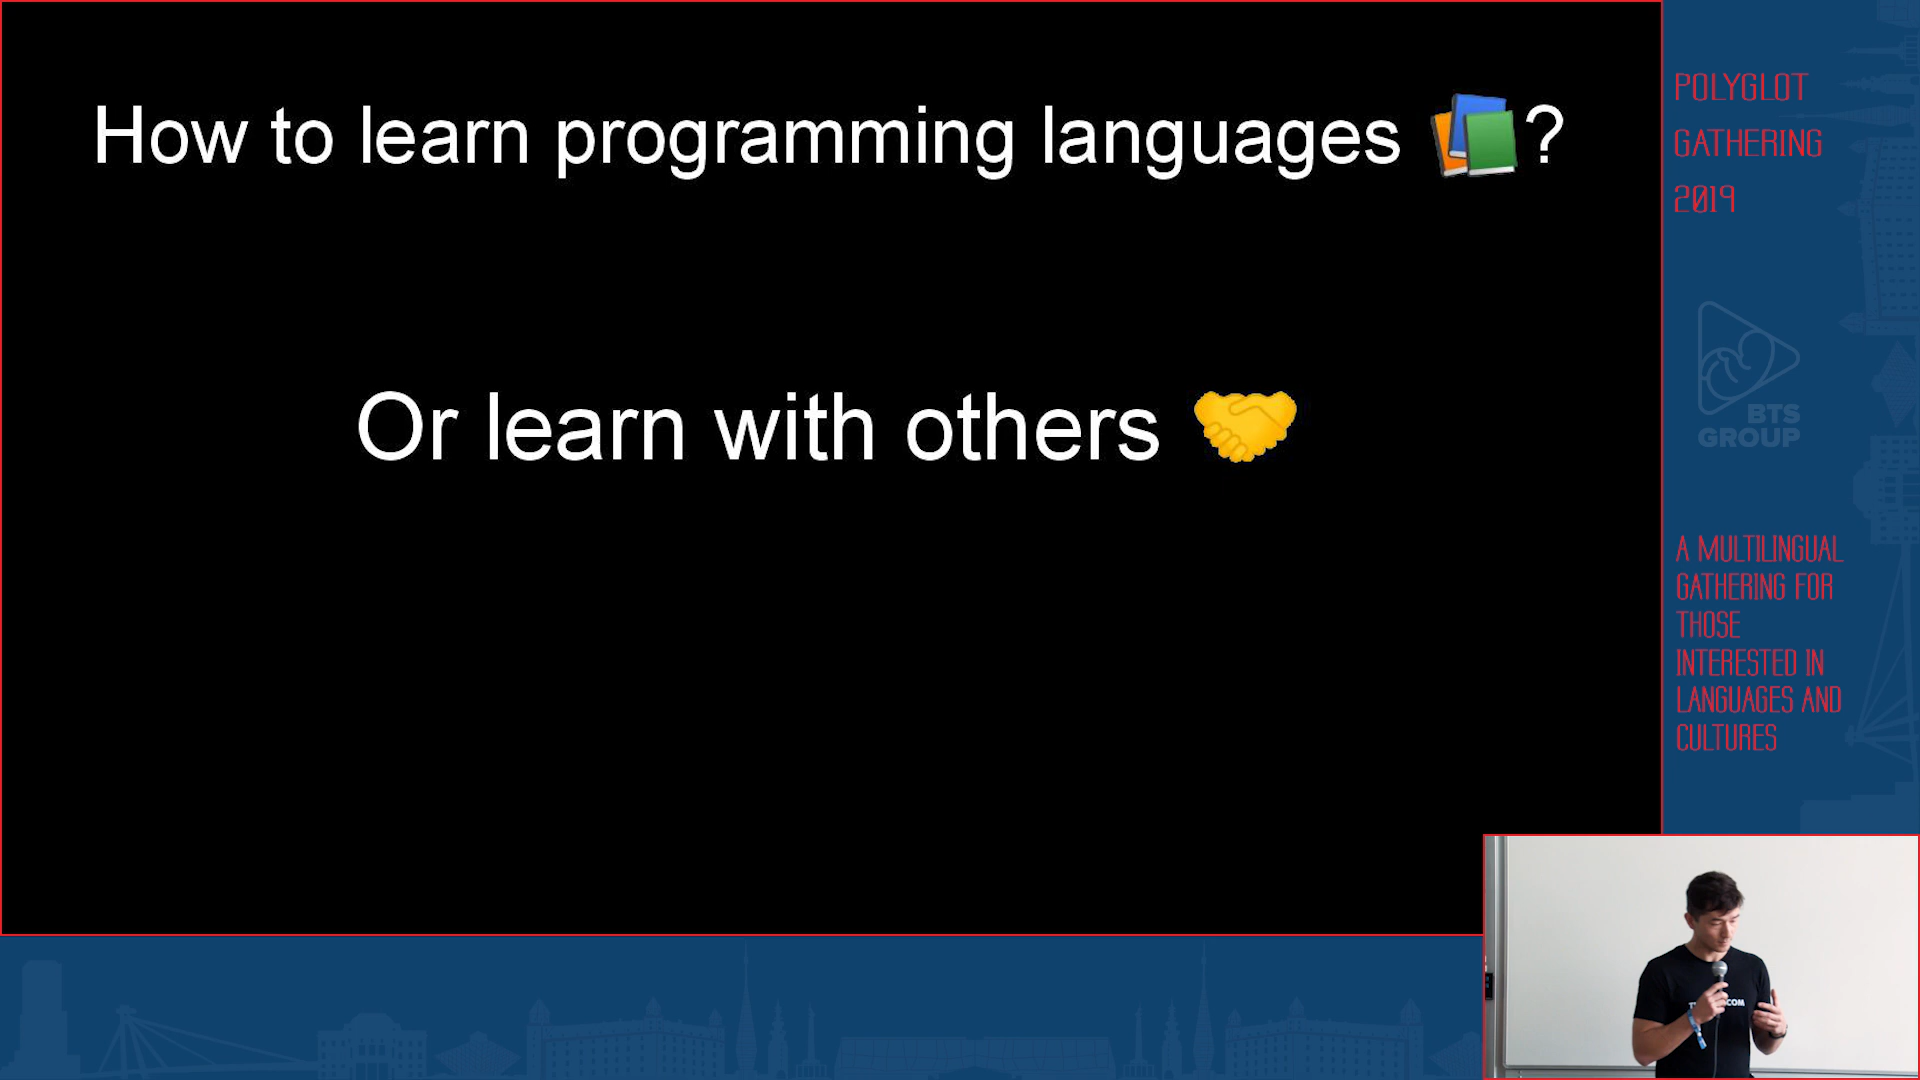 How to learn programming languages 📚?
Or learn with others 🤝
POLYGLOT
GATHERING
2019
BTS
GROUP
A MULTILINGUAL
GATHERING FOR
THOSE
INTERESTED IN
LANGUAGES AND
CULTURES